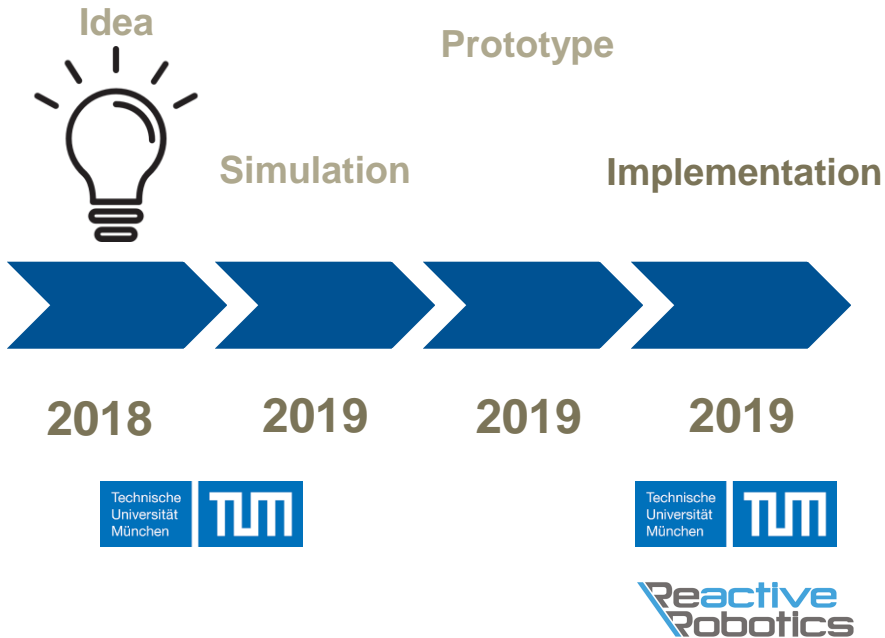 Idea
Prototype
Simulation
Implementation
2018
2019
2019
2019
Technische
Universität
München
TUM
Technische
Universität
München
TUM
Reactive
Robotics